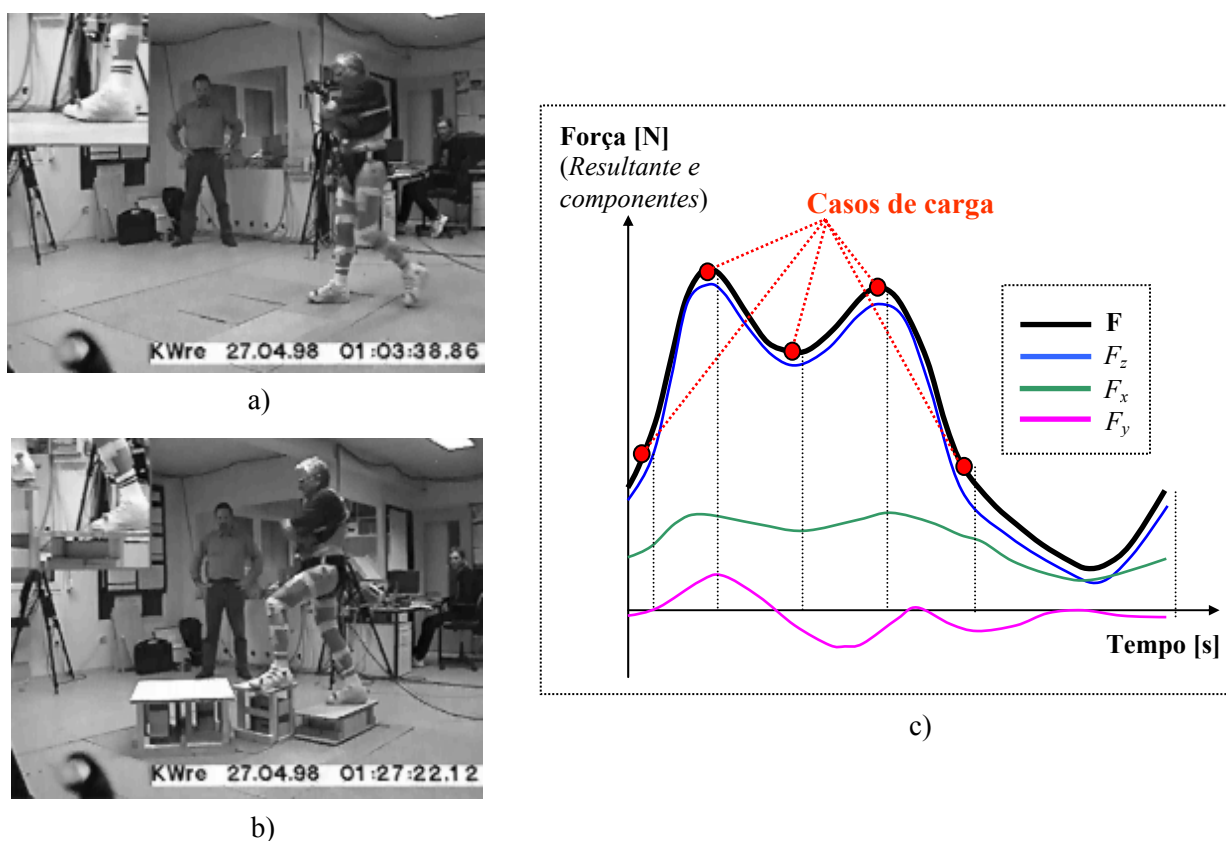 KWre 27.04.98 01:03:38.86
a)
KWre 27.04.98 01:27:22.12
b)
Força [N]
(Resultante e
componentes)
Casos de carga
F
Fz
Fx
Fy
Tempo [s]
c)